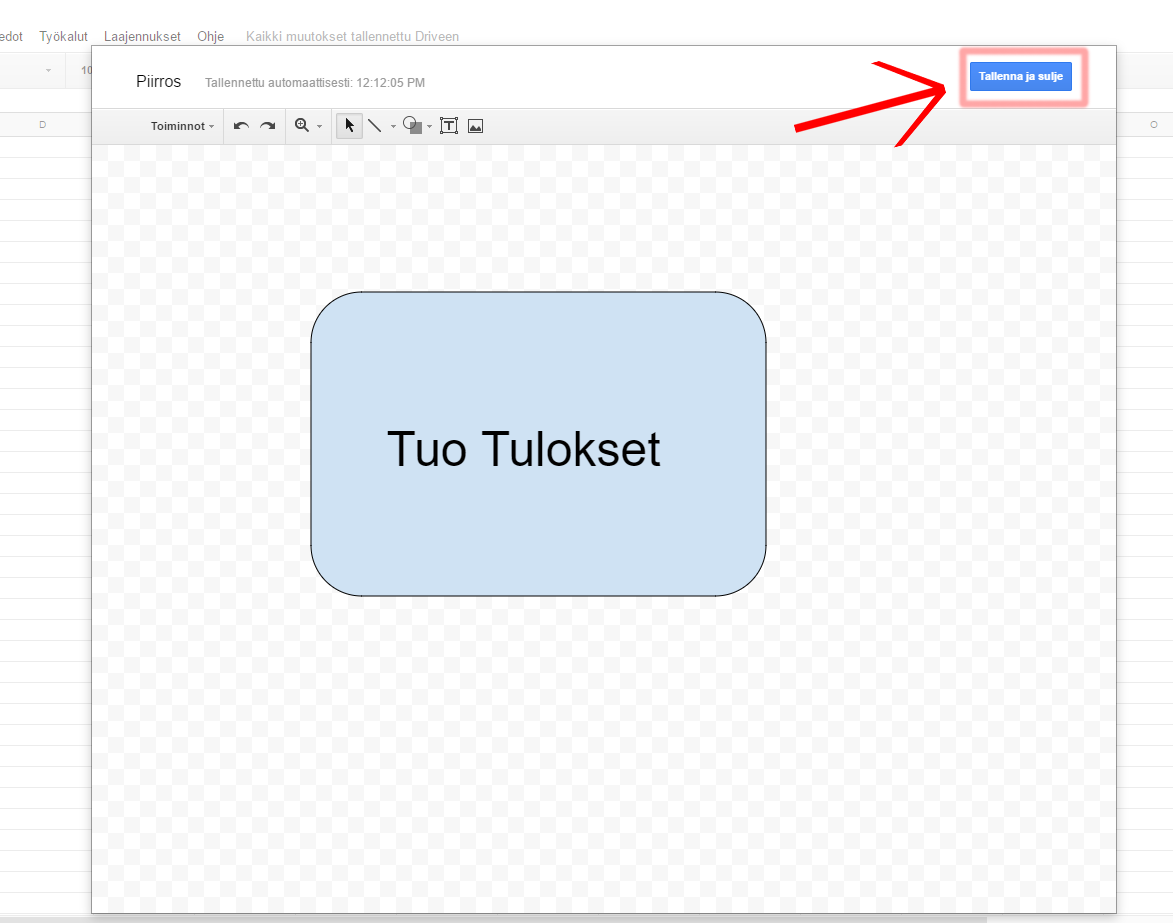 edot Työkalut Laajennukset Ohje Kaikki muutokset tallennettu Driveen
10
Piirros Tallennettu automaattisesti: 12:12:05 PM Tallenna ja sulje
D Toiminnot T O
Tuo Tulokset